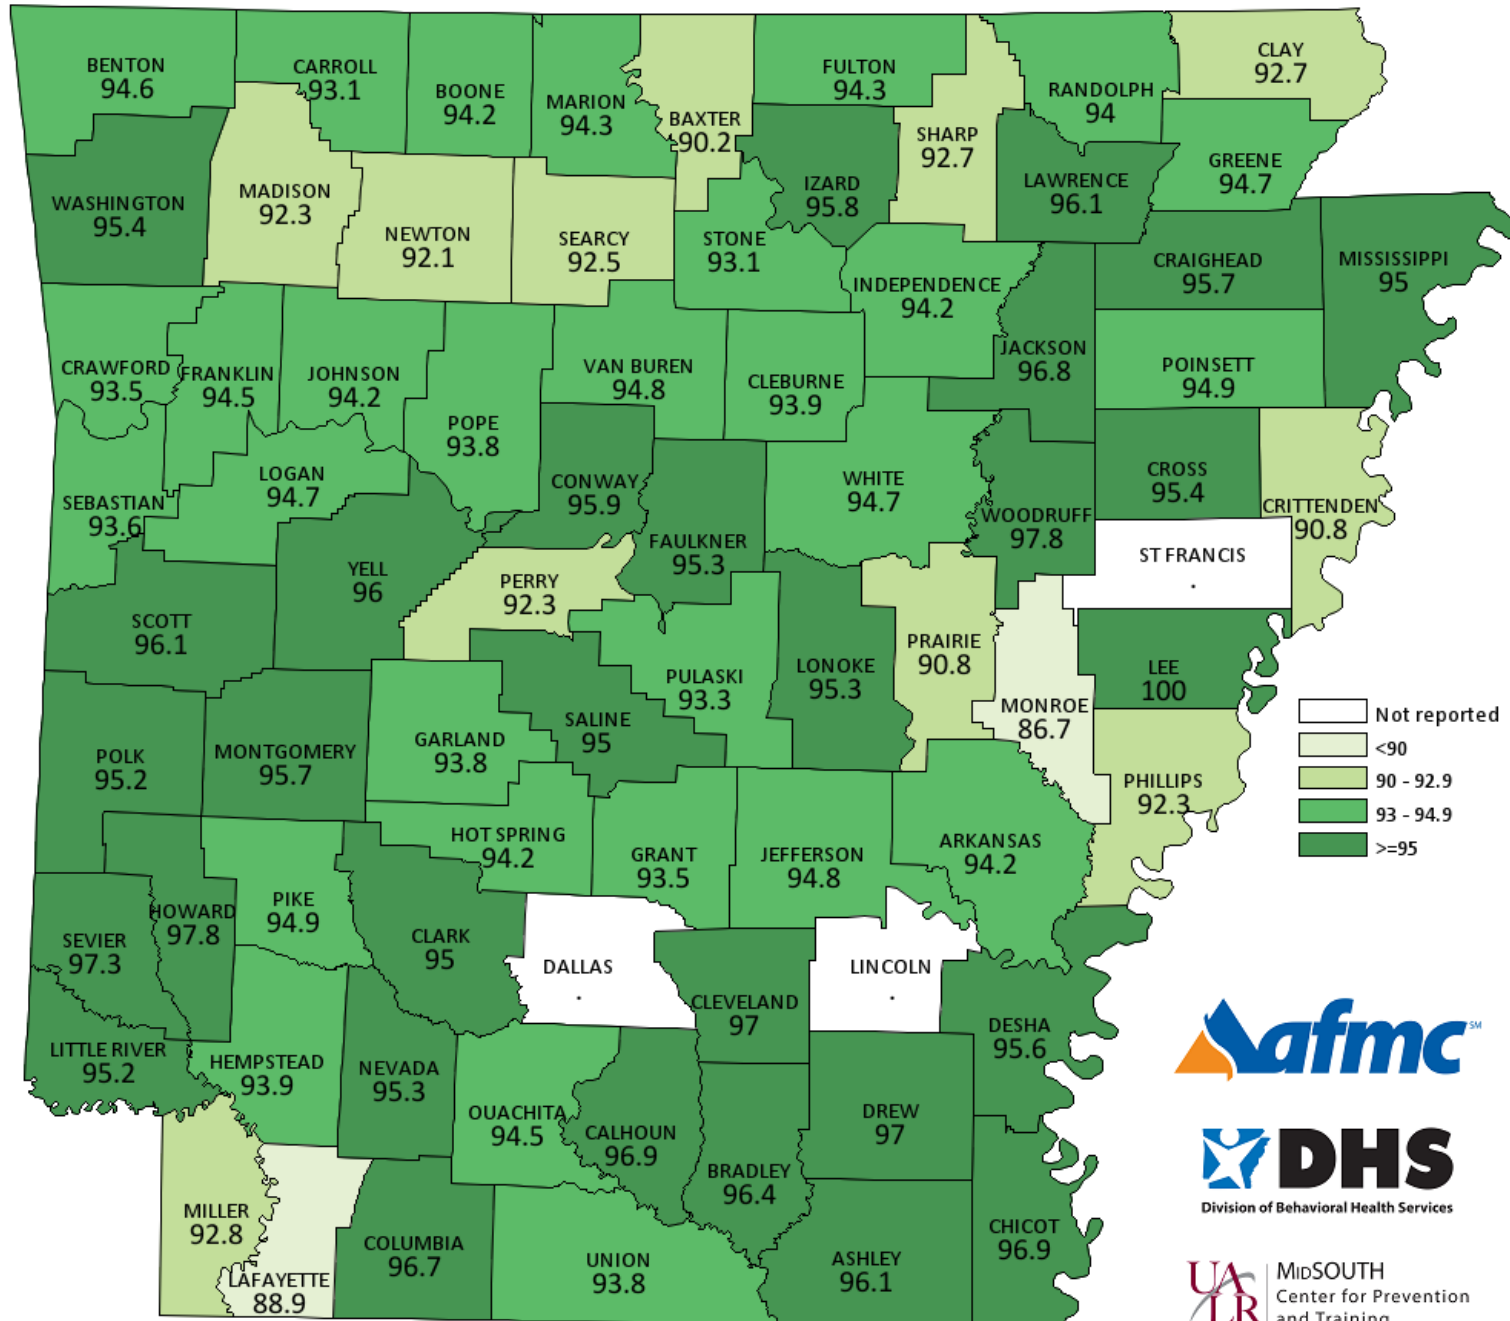 BENTON
94.6
CARROLL
93.1
BOONE
94.2
MARION
94.3
BAXTER
90.2
FULTON
94.3
SHARP
92.7
RANDOLPH
94
CLAY
92.7
GREENE
94.7
WASHINGTON
95.4
MADISON
92.3
NEWTON
92.1
SEARCY
92.5
STONE
93.1
IZARD
95.8
LAWRENCE
96.1
INDEPENDENCE
94.2
CRAIGHEAD
95.7
MISSISSIPPI
95
CRAWFORD
93.5
FRANKLIN
94.5
JOHNSON
94.2
POPE
93.8
VAN BUREN
94.8
CLEBURNE
93.9
JACKSON
96.8
POINSETT
94.9
SEBASTIAN
93.6
LOGAN
94.7
CONWAY
95.9
WHITE
94.7
WOODRUFF
97.8
CROSS
95.4
CRITTENDEN
90.8
ST FRANCIS
.
YELL
96
PERRY
92.3
FAULKNER
95.3
SCOTT
96.1
PULASKI
93.3
LONOKE
95.3
PRAIRIE
90.8
MONROE
86.7
LEE
100
POLK
95.2
MONTGOMERY
95.7
GARLAND
93.8
SALINE
95
PHILLIPS
92.3
HOT SPRING
94.2
GRANT
93.5
JEFFERSON
94.8
ARKANSAS
94.2
SEVIER
97.3
HOWARD
97.8
PIKE
94.9
CLARK
95
DALLAS
.
CLEVELAND
97
LINCOLN
.
DESHA
95.6
LITTLE RIVER
95.2
HEMPSTEAD
93.9
NEVADA
95.3
OUACHITA
94.5
CALHOUN
96.9
BRADLEY
96.4
DREW
97
MILLER
92.8
LAFAYETTE
88.9
COLUMBIA
96.7
UNION
93.8
ASHLEY
96.1
CHICOT
96.9
Not reported
<90
90 - 92.9
93 - 94.9
>=95
afmc SM
DHS
Division of Behavioral Health Services
UALR
MIDSOUTH
Center for Prevention
and Training